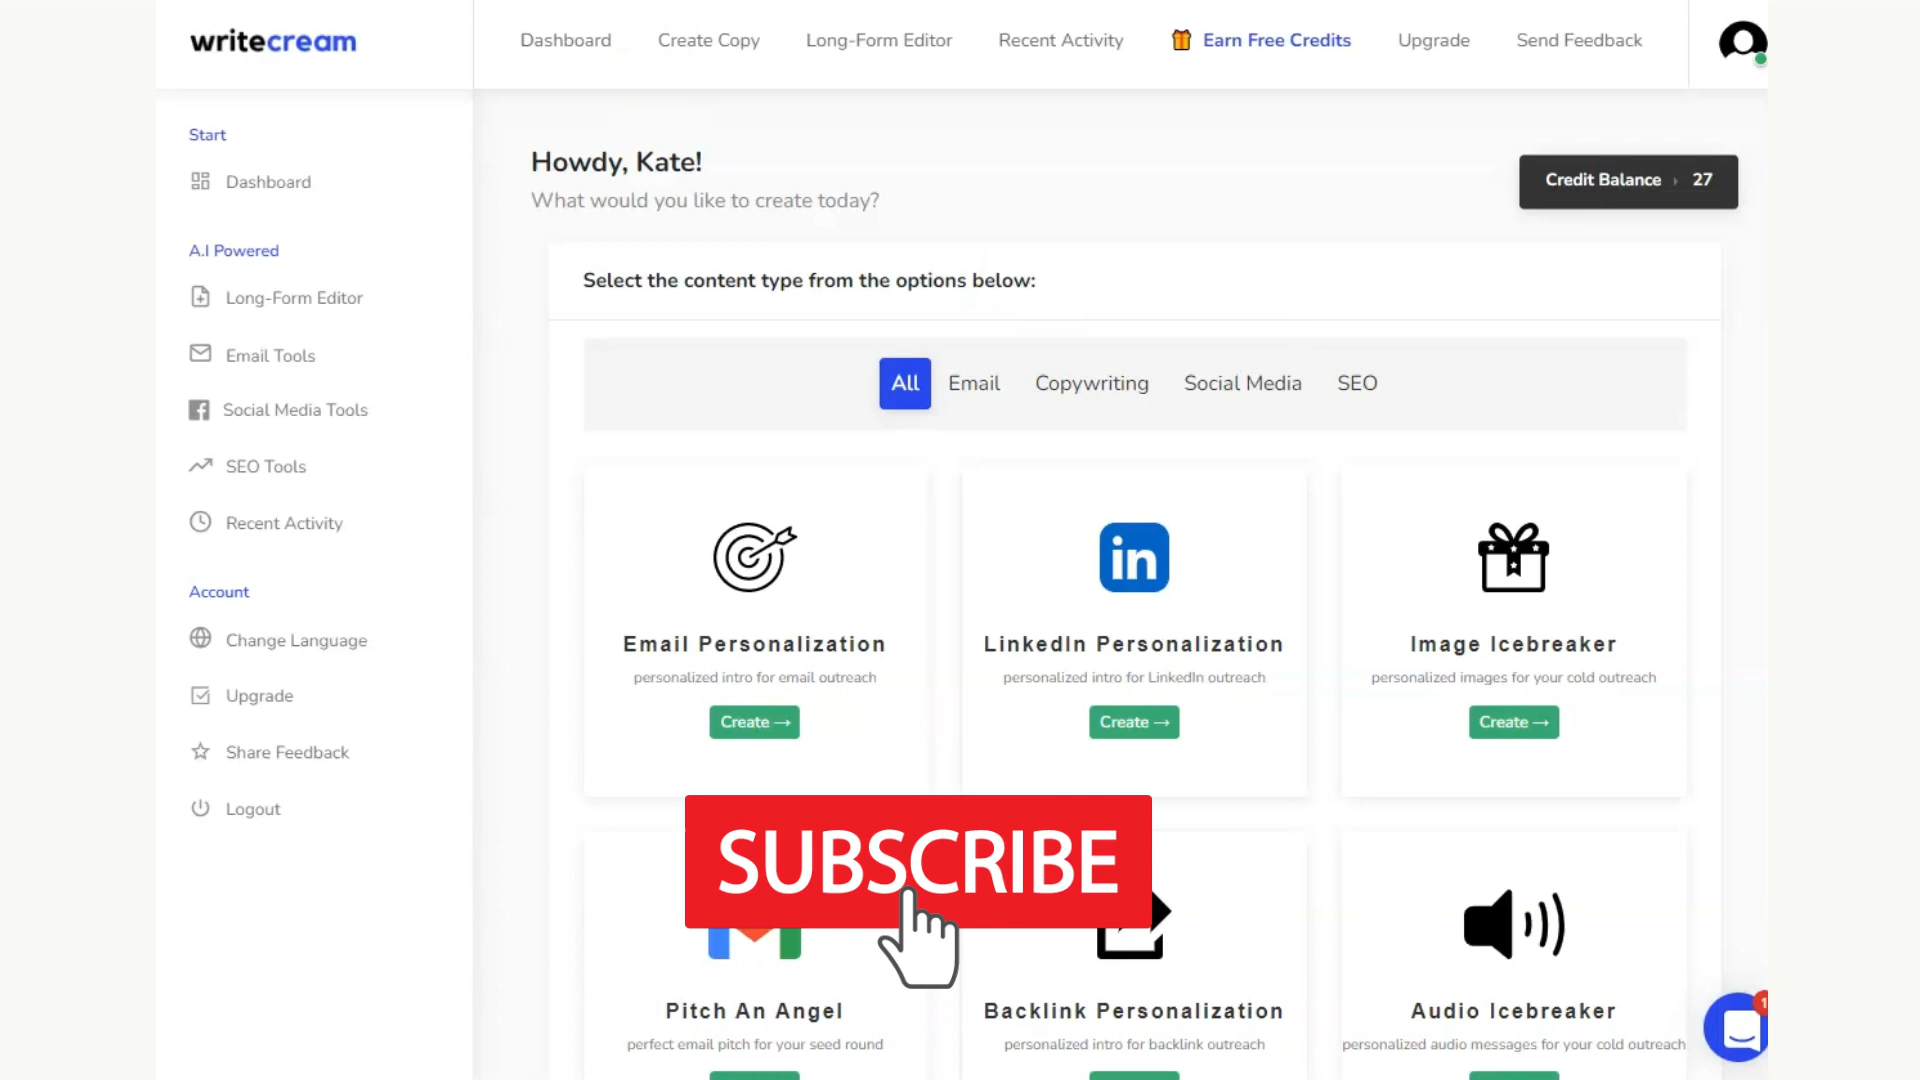 writecream
Dashboard
Create Copy
Long-Form Editor
Recent Activity
Earn Free Credits
Upgrade
Send Feedback
Start
Dashboard
A.I Powered
Long-Form Editor
Email Tools
Social Media Tools
SEO Tools
Recent Activity
Account
Change Language
Upgrade
Share Feedback
Logout
Howdy, Kate!
What would you like to create today?
Credit Balance › 27
Select the content type from the options below:
All
Email
Copywriting
Social Media
SEO
in
Email Personalization
personalized intro for email outreach
Create →
LinkedIn Personalization
personalized intro for LinkedIn outreach
Create →
Image Icebreaker
personalized images for your cold outreach
Create →
SUBSCRIBE
Pitch An Angel
perfect email pitch for your seed round
Backlink Personalization
personalized intro for backlink outreach
Audio Icebreaker
personalized audio messages for your cold outreach
1